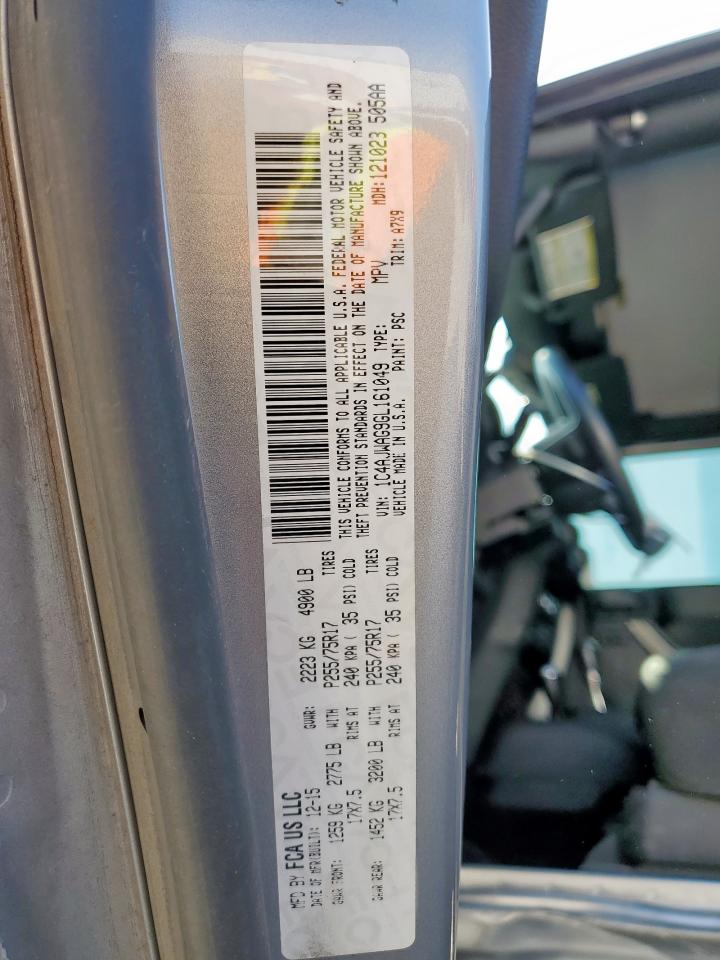 MFD BY FCA US LLC
DATE OF MFR(BUILT): 12-15 GVWR: 2223 KG 4900 LB
GAWR FRONT: 1259 KG 2775 LB WITH P255/75R17 TIRES
17X7.5 RIMS AT 240 KPA ( 35 PSI) COLD
GAWR REAR: 1452 KG 3200 LB WITH P255/75R17 TIRES
17X7.5 RIMS AT 240 KPA ( 35 PSI) COLD
THIS VEHICLE CONFORMS TO ALL APPLICABLE U.S.A. FEDERAL MOTOR VEHICLE SAFETY AND
THEFT PREVENTION STANDARDS IN EFFECT ON THE DATE OF MANUFACTURE SHOWN ABOVE.
VIN: 1C4AJWAG9GL161049 TYPE: MPV MDH:121023 505AA
VEHICLE MADE IN U.S.A. PAINT: PSC TRIM: A7X9